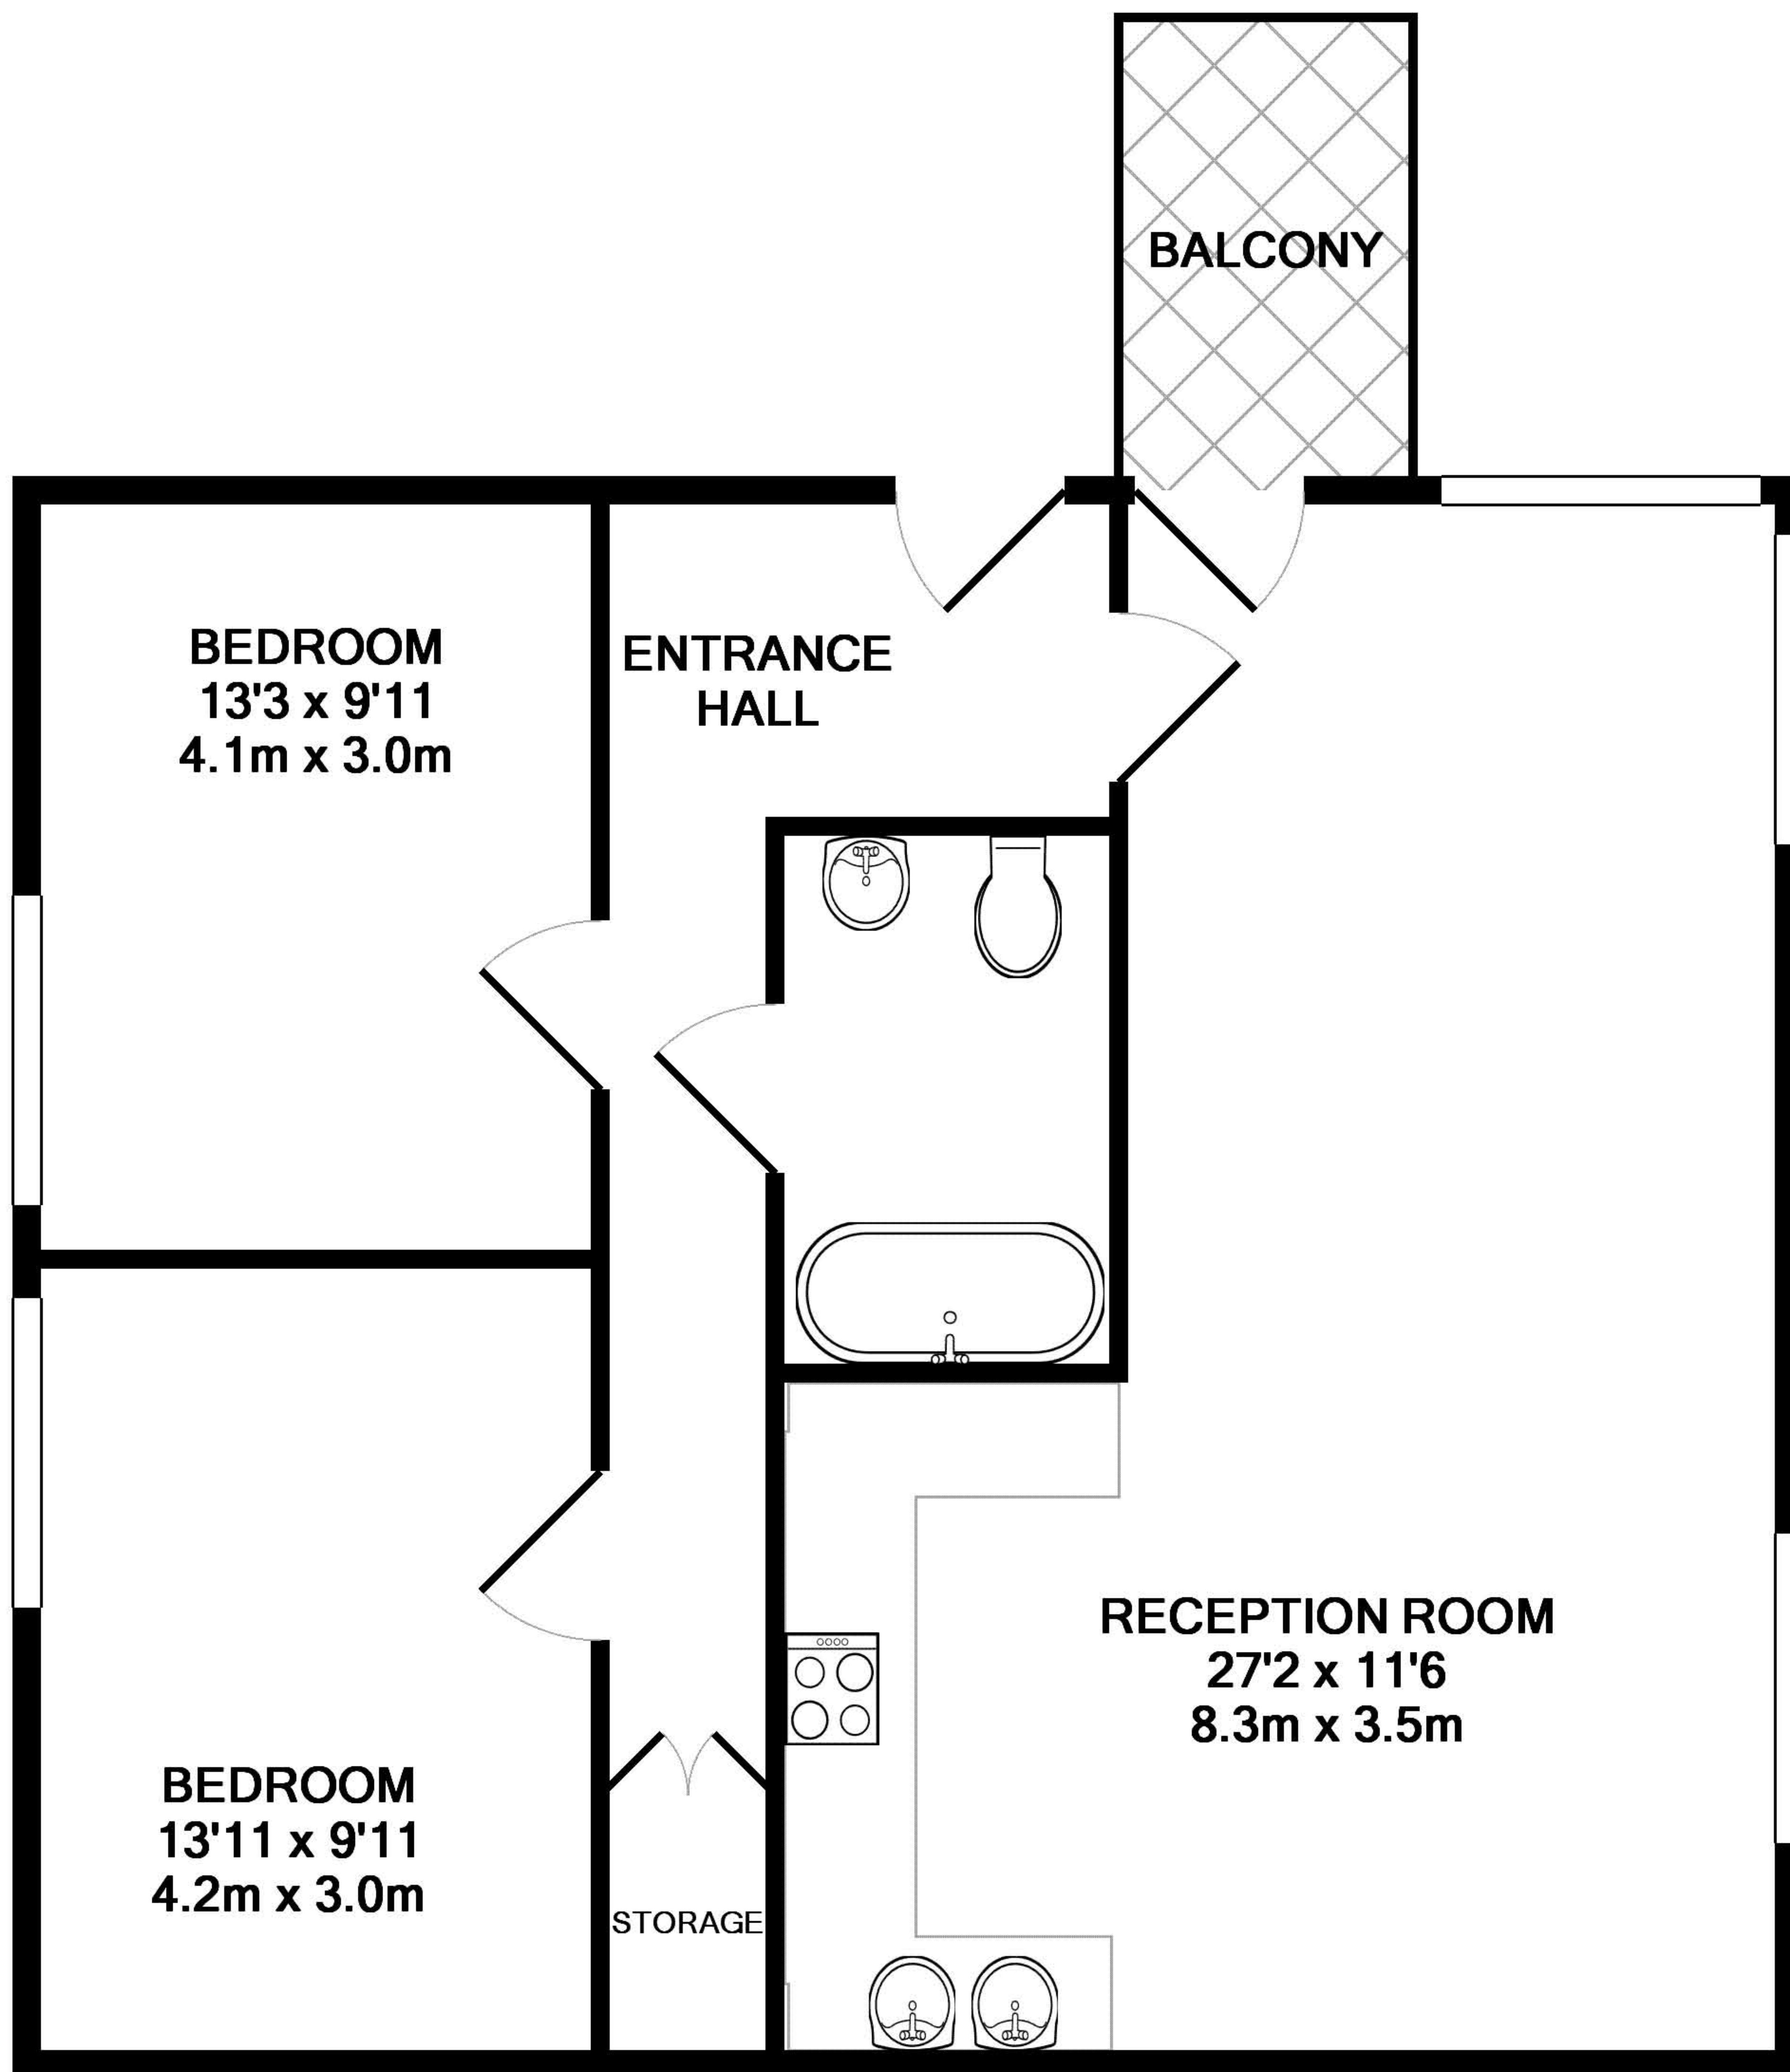 BALCONY
BEDROOM
13'3 x 9'11
4.1m x 3.0m
ENTRANCE
HALL
RECEPTION ROOM
27'2 x 11'6
8.3m x 3.5m
BEDROOM
13'11 x 9'11
4.2m x 3.0m
STORAGE